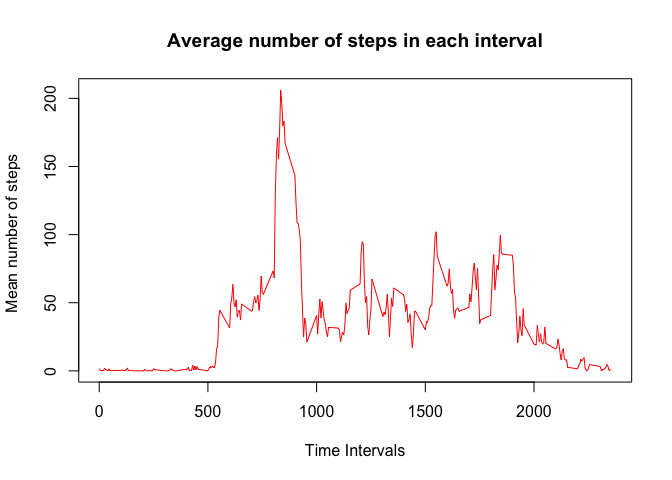 Average number of steps in each interval
Mean number of steps
200
150
100
50
0
0 500 1000 1500 2000
Time Intervals